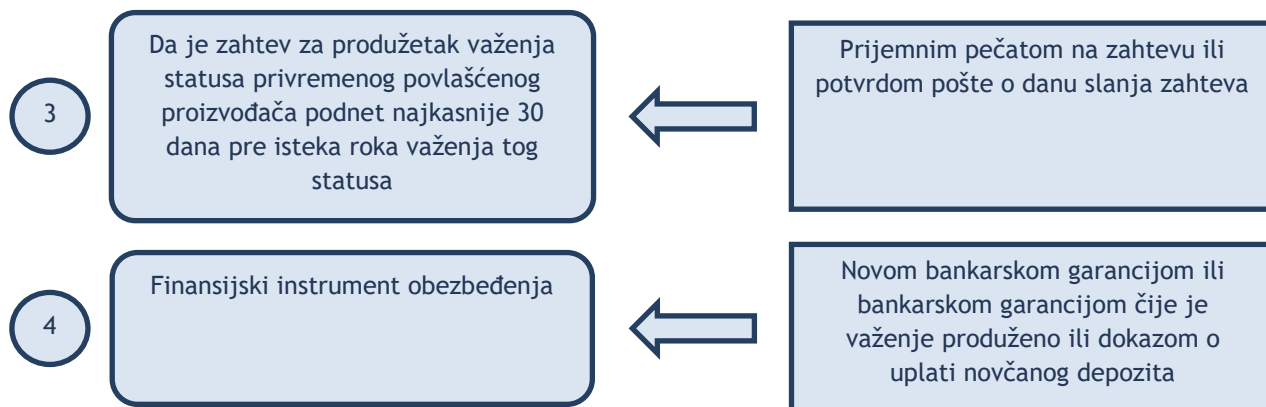 3
Da je zahtev za produžetak važenja
statusa privremenog povlašćenog
proizvođača podnet najkasnije 30
dana pre isteka roka važenja tog
statusa
Prijemnim pečatom na zahtevu ili
potvrdom pošte o danu slanja zahteva
4
Finansijski instrument obezbeđenja
Novom bankarskom garancijom ili
bankarskom garancijom čije je
važenje produženo ili dokazom o
uplati novčanog depozita